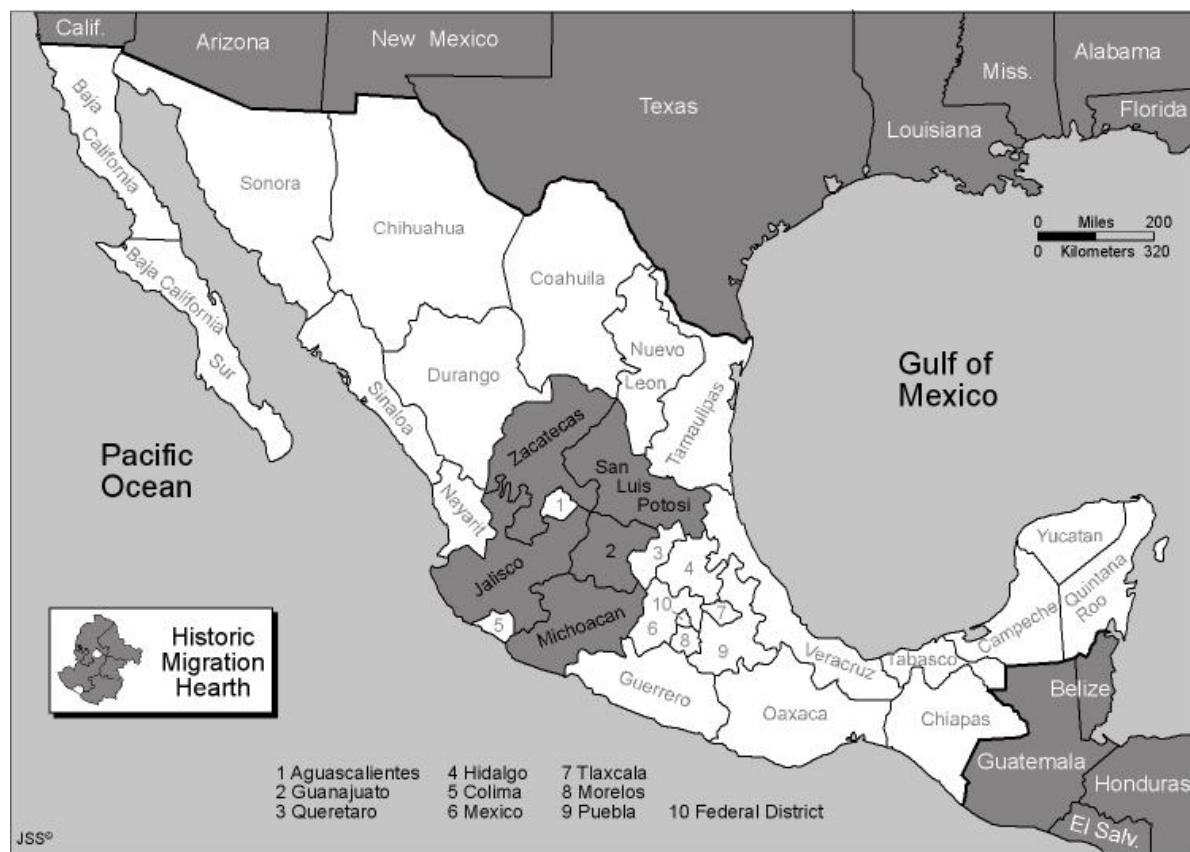 Calif.
Arizona
New Mexico
Texas
Louisiana
Miss.
Alabama
Florida
Baja
California
Sonora
Chihuahua
Coahuila
0 Miles 200
0 Kilometers 320
Baja California
Sur
Sinaloa
Durango
Nuevo
Leon
Tamaulipas
Gulf of
Mexico
Pacific
Ocean
Nayarit
Zacatecas
San
Luis
Potosi
1
2
3
4
Jalisco
5
Michoacan
10
6
7
8
9
Guerrero
Oaxaca
Veracruz
Tabasco
Chiapas
Campeche
Yucatan
Quintana
Roo
Belize
Guatemala
Honduras
El Salv.
Historic
Migration
Hearth
1 Aguascalientes 4 Hidalgo 7 Tlaxcala
2 Guanajuato 5 Colima 8 Morelos
3 Queretaro 6 Mexico 9 Puebla 10 Federal District
JSS©